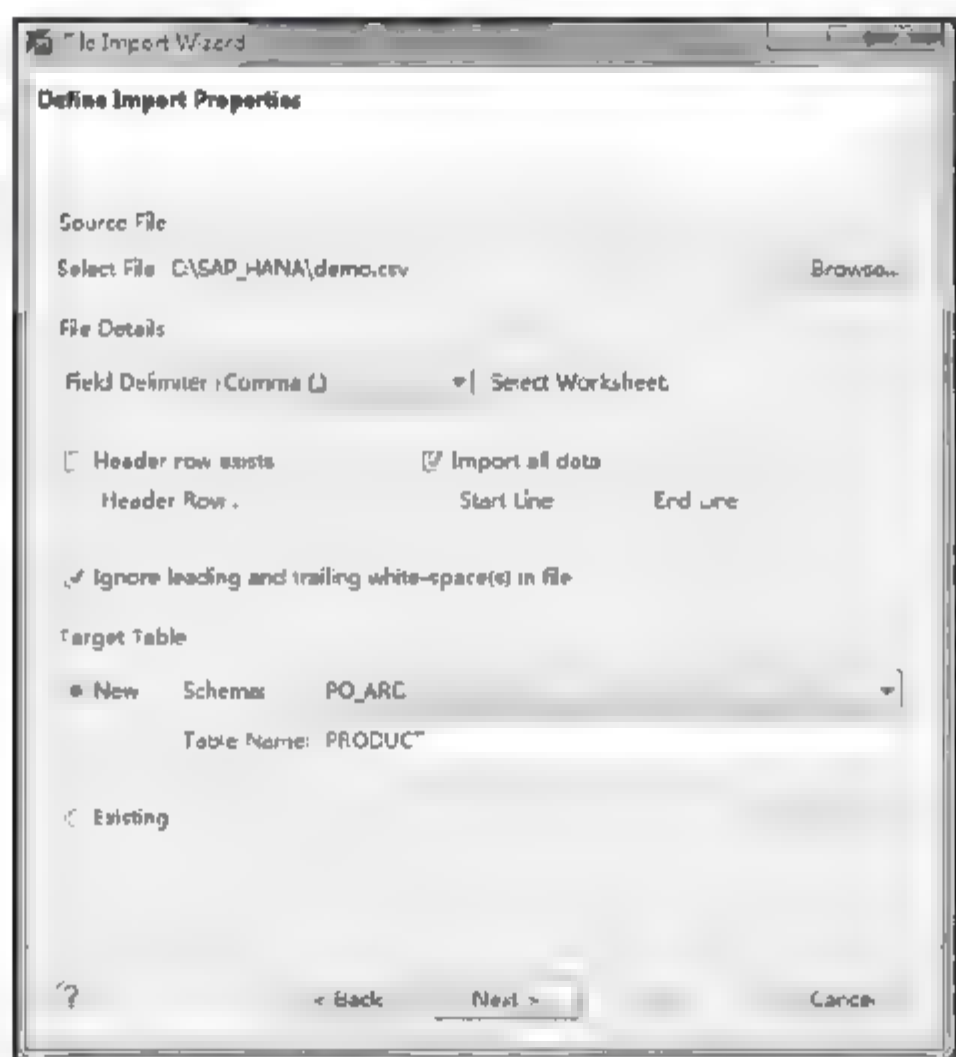 File Import Wizard
Define Import Properties
Source File
Select File C:\SAP_HANA\demo.csv Browse...
File Details
Field Delimiter : Comma (,) Select Worksheet:
Header row exists Import all data
Header Row : Start Line End Line
Ignore leading and trailing white-space(s) in file
Target Table
New Schema: PO_ARC
Table Name: PRODUCT
Existing
? < Back Next > Cancel